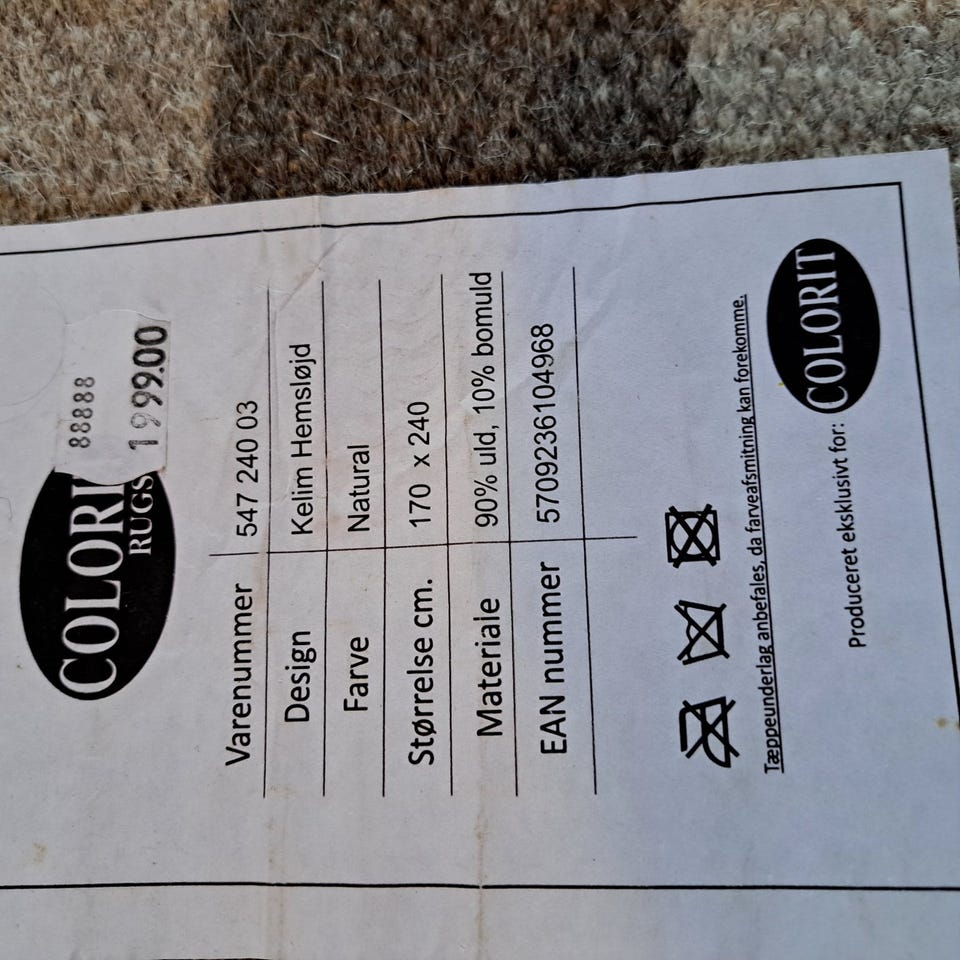 88888
1999.00
COLORI
RUGS
Varenummer 547 240 03
Design Kelim Hemsløjd
Farve Natural
Størrelse cm. 170 x 240
Materiale 90% uld, 10% bomuld
EAN nummer 5709236104968
Tæppeunderlag anbefales, da farveafsmitning kan forekomme.
Produceret eksklusivt for: COLORIT